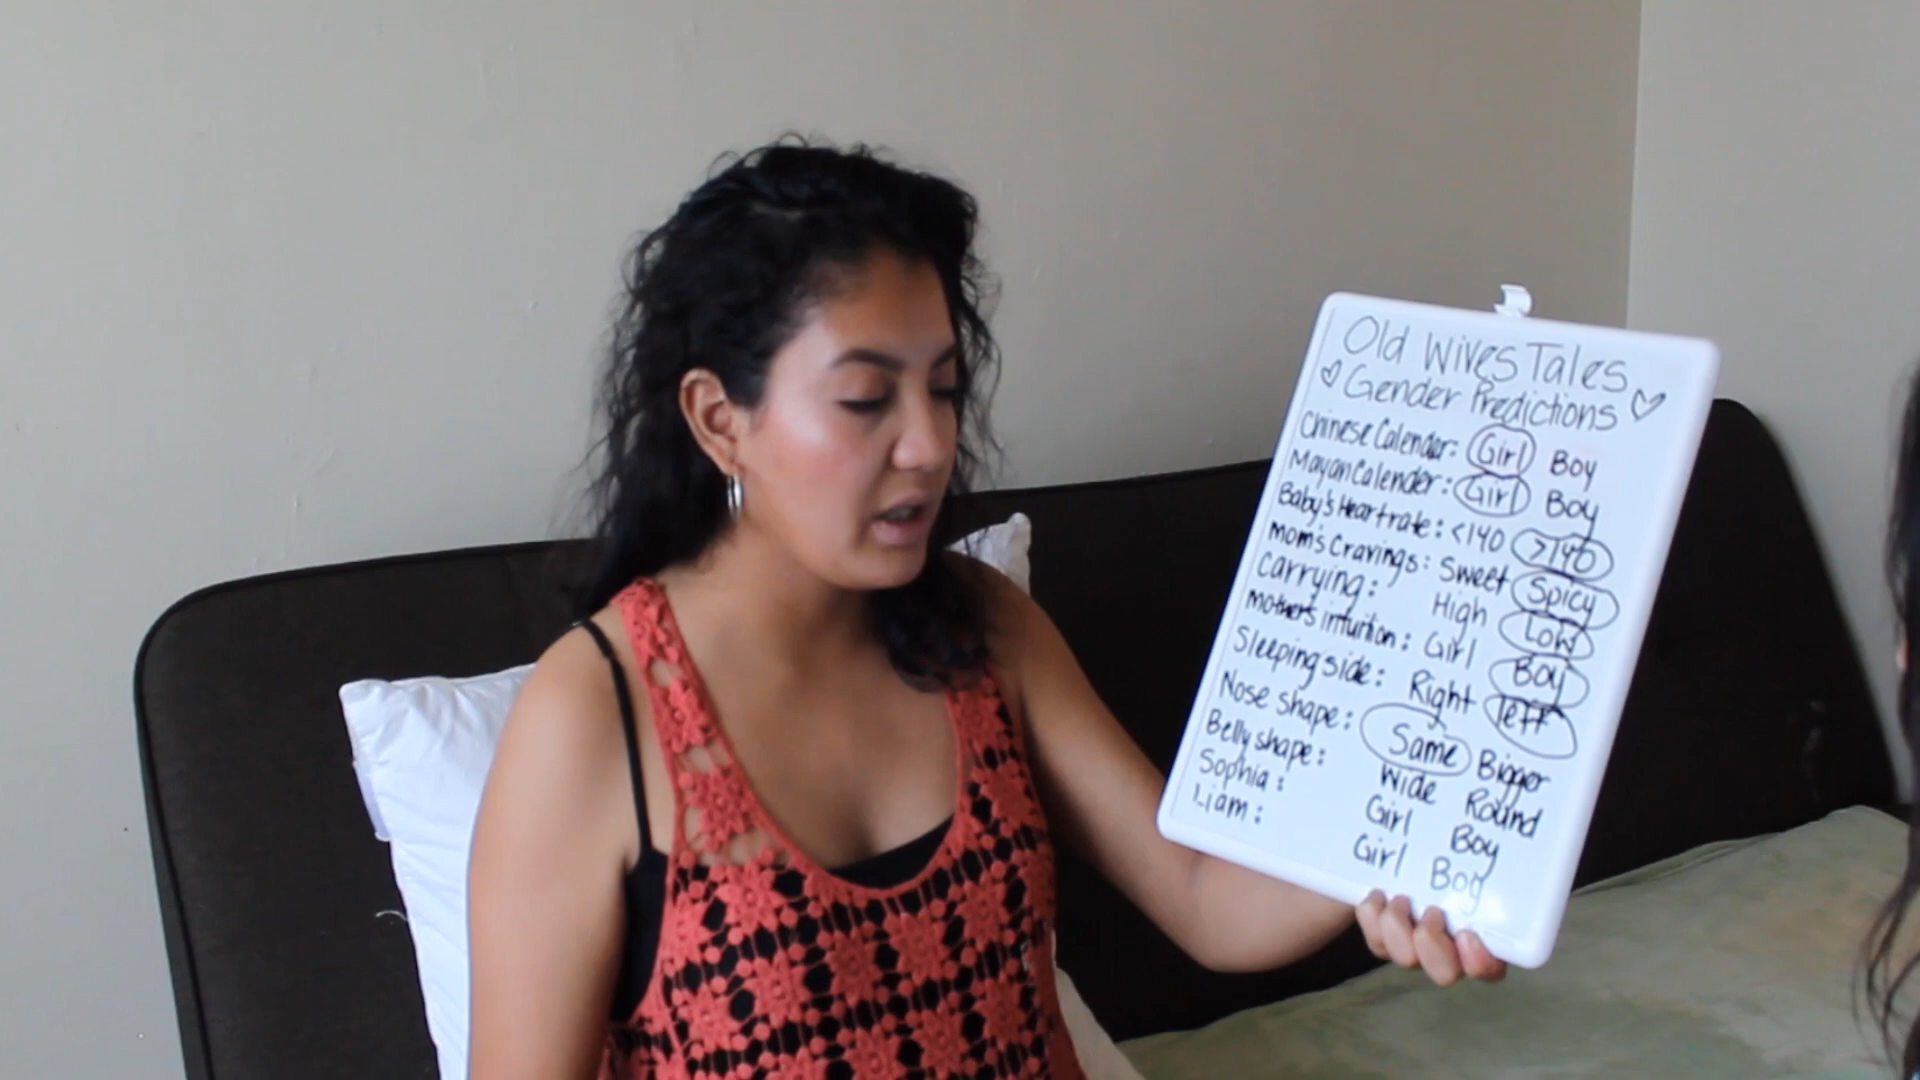 Old Wives Tales
Gender Predictions
Chinese Calendar: Girl Boy
Mayan Calender: Girl Boy
Baby's Heartrate: <140 >140
mom's Cravings: Sweet Spicy
Carrying: High Low
mothers intuition: Girl Boy
Sleeping side: Right left
Nose shape: Same Bigger
Belly shape: Wide Round
Sophia: Girl Boy
Liam: Girl Boy